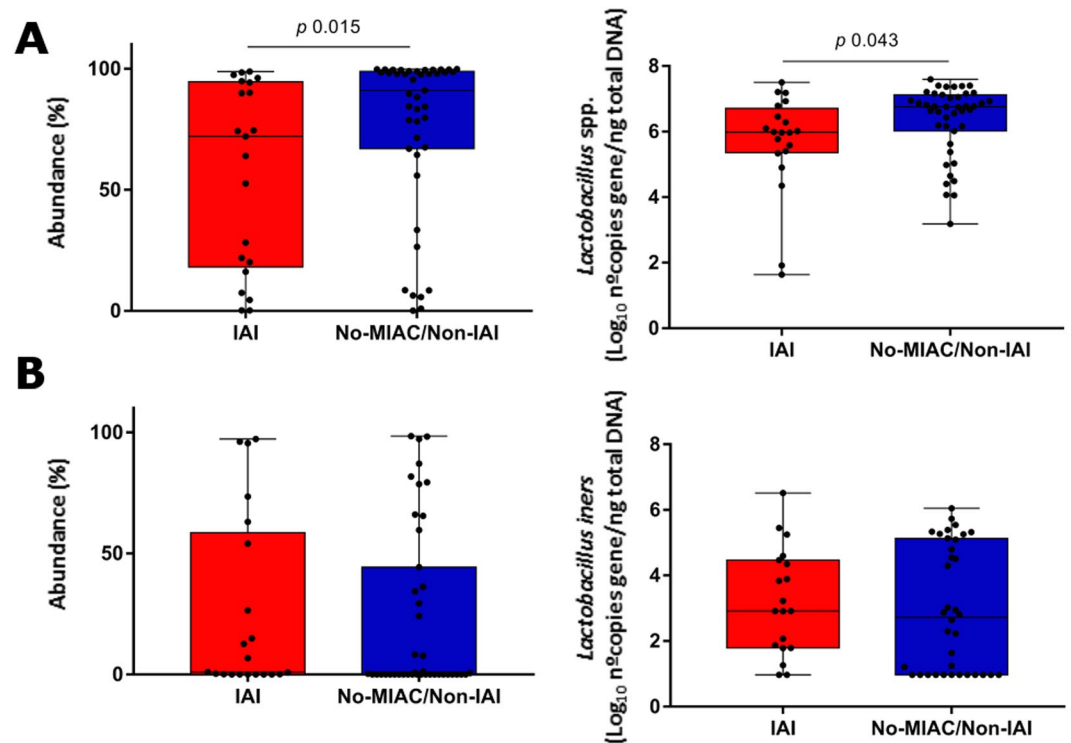 A
p 0.015
Abundance (%)
100
50
0
IAI
No-MIAC/Non-IAI
p 0.043
Lactobacillus spp.
(Log₁₀ nºcopies gene/ng total DNA)
8
6
4
2
0
IAI
No-MIAC/Non-IAI
B
Abundance (%)
100
50
0
IAI
No-MIAC/Non-IAI
Lactobacillus iners
(Log₁₀ nºcopies gene/ng total DNA)
8
6
4
2
0
IAI
No-MIAC/Non-IAI